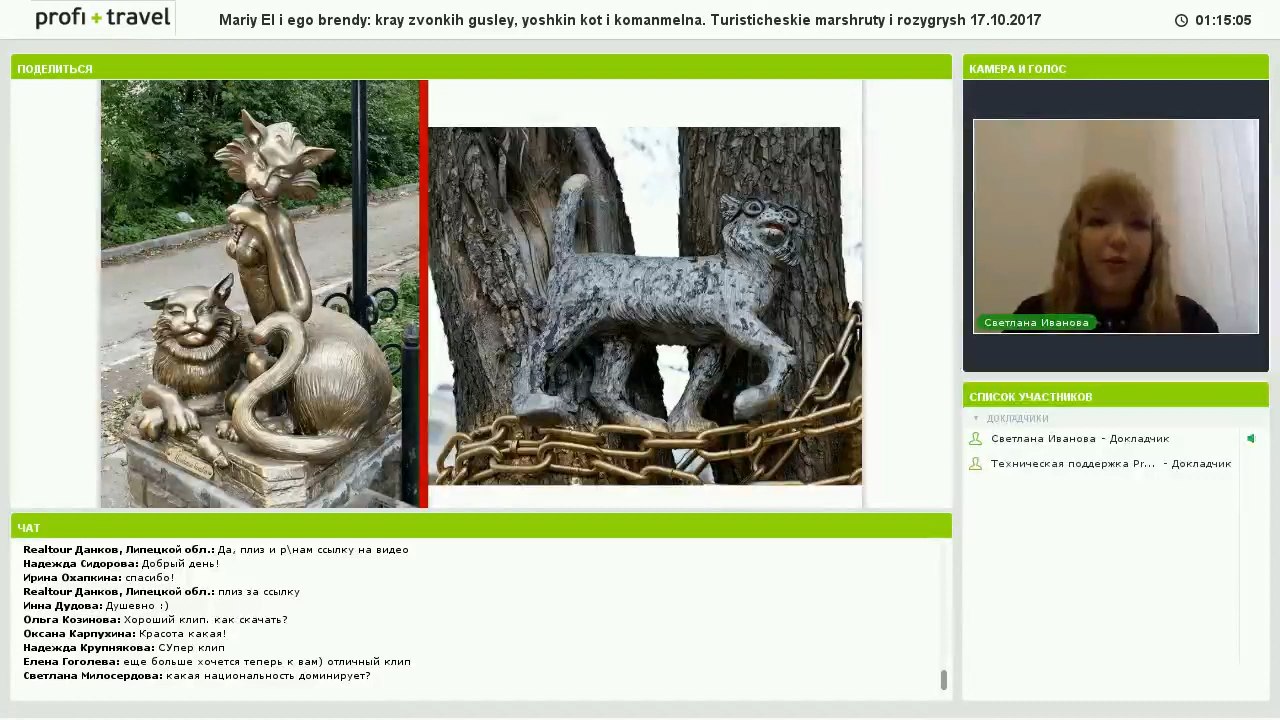 profi + travel
Mariy El i ego brendy: kray zvonkih gusley, yoshkin kot i komanmelna. Turisticheskie marshruty i rozygrysh 17.10.2017
01:15:05
ПОДЕЛИТЬСЯ
КАМЕРА И ГОЛОС
Светлана Иванова
СПИСОК УЧАСТНИКОВ
ДОКЛАДЧИКИ
Светлана Иванова - Докладчик
Техническая поддержка Pr... - Докладчик
ЧАТ
Realtour Данков, Липецкой обл.: Да, плиз и р\нам ссылку на видео
Надежда Сидорова: Добрый день!
Ирина Охапкина: спасибо!
Realtour Данков, Липецкой обл.: плиз за ссылку
Инна Дудова: Душевно :)
Ольга Козинова: Хороший клип. как скачать?
Оксана Карпухина: Красота какая!
Надежда Крупнякова: СУпер клип
Елена Гоголева: еще больше хочется теперь к вам) отличный клип
Светлана Милосердова: какая национальность доминирует?